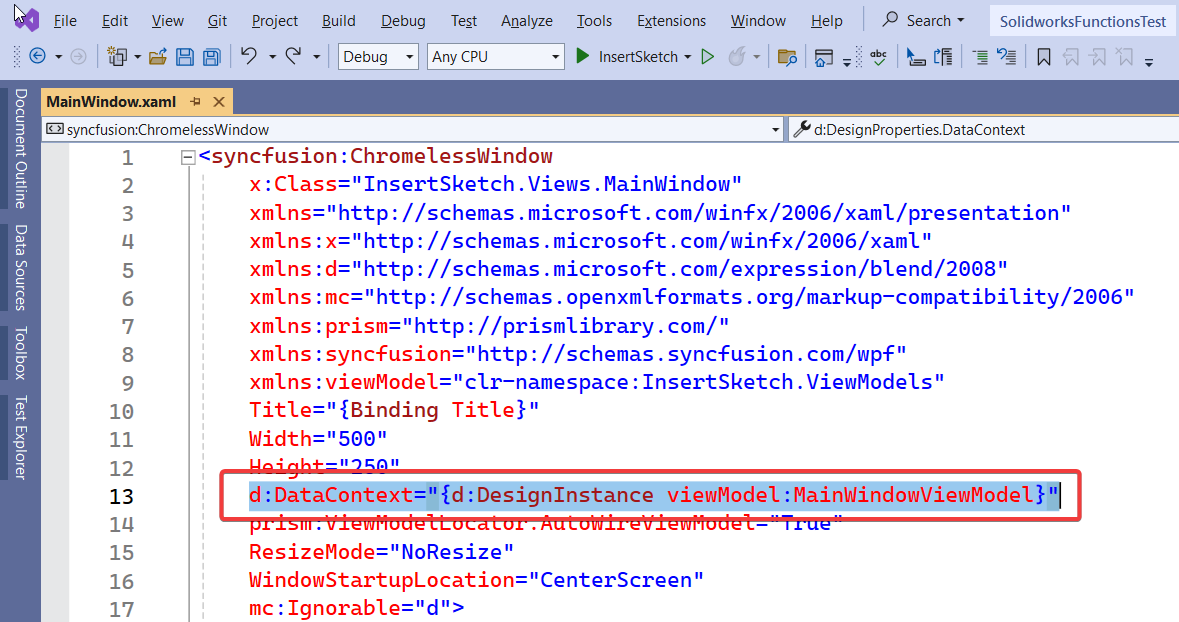 File Edit View Git Project Build Debug Test Analyze Tools Extensions Window Help Search SolidworksFunctionsTest
Debug Any CPU InsertSketch abc
MainWindow.xaml
syncfusion:ChromelessWindow d:DesignProperties.DataContext
Document Outline
Data Sources
Toolbox
Test Explorer
1 <syncfusion:ChromelessWindow
2 x:Class="InsertSketch.Views.MainWindow"
3 xmlns="http://schemas.microsoft.com/winfx/2006/xaml/presentation"
4 xmlns:x="http://schemas.microsoft.com/winfx/2006/xaml"
5 xmlns:d="http://schemas.microsoft.com/expression/blend/2008"
6 xmlns:mc="http://schemas.openxmlformats.org/markup-compatibility/2006"
7 xmlns:prism="http://prismlibrary.com/"
8 xmlns:syncfusion="http://schemas.syncfusion.com/wpf"
9 xmlns:viewModel="clr-namespace:InsertSketch.ViewModels"
10 Title="{Binding Title}"
11 Width="500"
12 Height="250"
13 d:DataContext="{d:DesignInstance viewModel:MainWindowViewModel}"
14 prism:ViewModelLocator.AutoWireViewModel="True"
15 ResizeMode="NoResize"
16 WindowStartupLocation="CenterScreen"
17 mc:Ignorable="d">